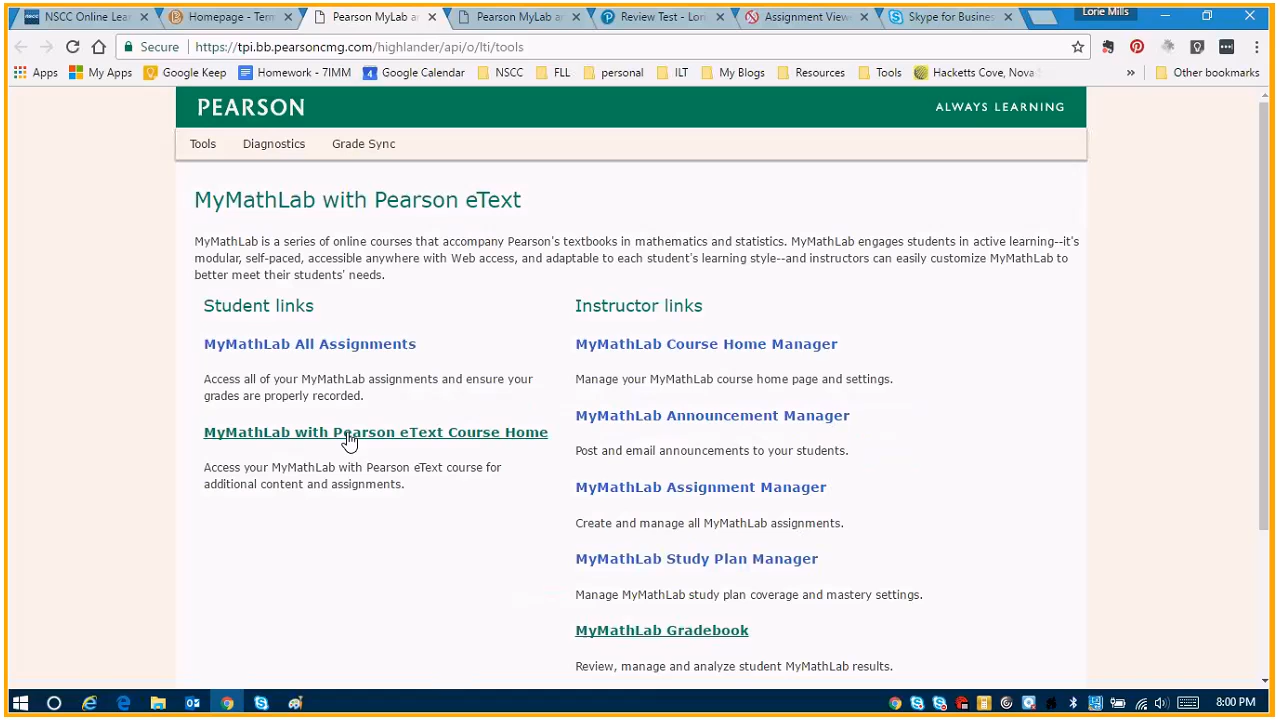 NSCC Online Lea
Homepage - Term
Pearson MyLab a
Pearson MyLab a
Review Test - Lori
Assignment View
Skype for Busines
Lorie Mills
Secure
https://tpi.bb.pearsoncmg.com/highlander/api/o/lti/tools
Apps My Apps Google Keep Homework - 7IMM Google Calendar NSCC FLL personal ILT My Blogs Resources Tools Hacketts Cove, Nova » Other bookmarks
PEARSON
ALWAYS LEARNING
Tools Diagnostics Grade Sync
MyMathLab with Pearson eText
MyMathLab is a series of online courses that accompany Pearson's textbooks in mathematics and statistics. MyMathLab engages students in active learning--it's
modular, self-paced, accessible anywhere with Web access, and adaptable to each student's learning style--and instructors can easily customize MyMathLab to
better meet their students' needs.
Student links
MyMathLab All Assignments
Access all of your MyMathLab assignments and ensure your
grades are properly recorded.
MyMathLab with Pearson eText Course Home
Access your MyMathLab with Pearson eText course for
additional content and assignments.
Instructor links
MyMathLab Course Home Manager
Manage your MyMathLab course home page and settings.
MyMathLab Announcement Manager
Post and email announcements to your students.
MyMathLab Assignment Manager
Create and manage all MyMathLab assignments.
MyMathLab Study Plan Manager
Manage MyMathLab study plan coverage and mastery settings.
MyMathLab Gradebook
Review, manage and analyze student MyMathLab results.
8:00 PM